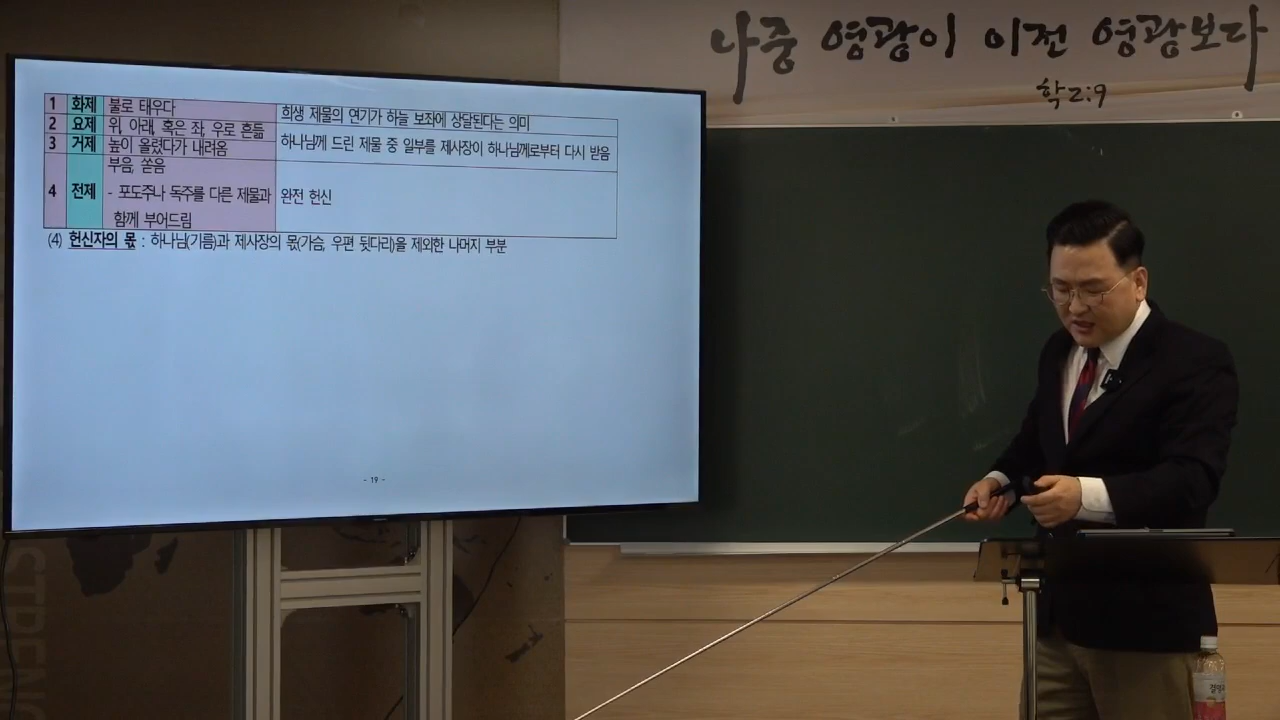 나중 영광이 이전 영광보다
학 2:9
1 화제 불로 태우다 희생 제물의 연기가 하늘 보좌에 상달된다는 의미
2 요제 위, 아래, 혹은 좌, 우로 흔듦
3 거제 높이 올렸다가 내려옴 하나님께 드린 제물 중 일부를 제사장이 하나님께로부터 다시 받음
부음, 쏟음
4 전제 - 포도주나 독주를 다른 제물과 완전 헌신
함께 부어드림
(4) 헌신자의 몫 : 하나님(기름)과 제사장의 몫(가슴, 우편 뒷다리)을 제외한 나머지 부분
- 19 -
STRENG